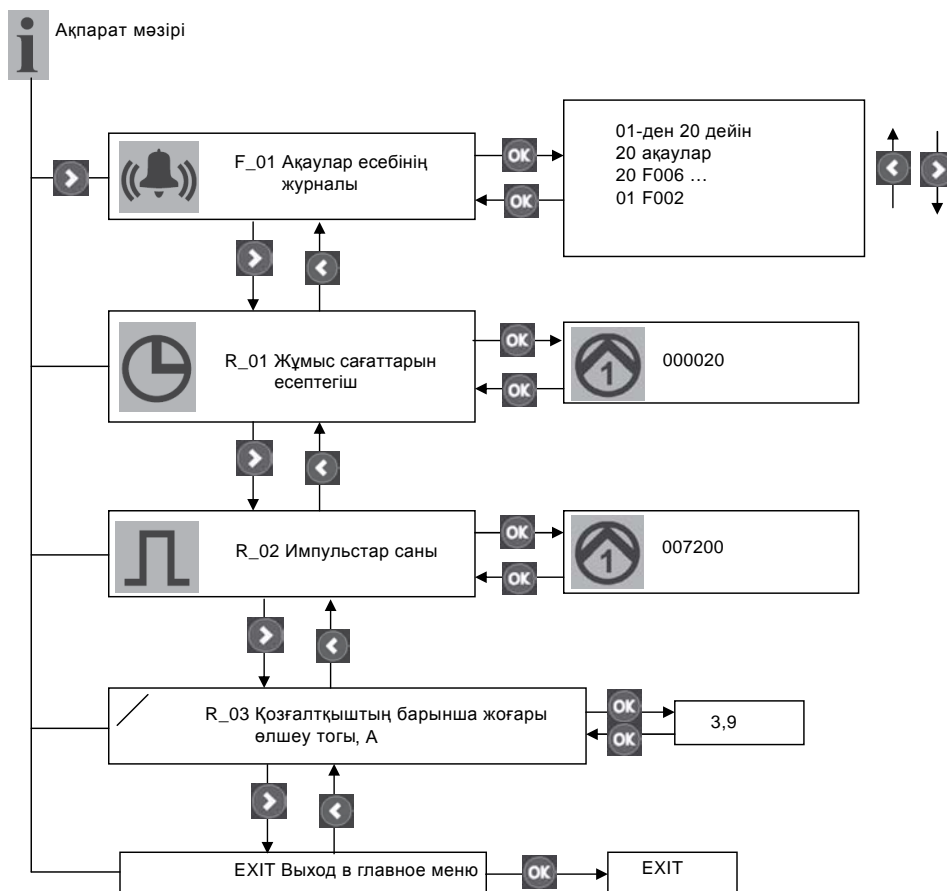 Ақпарат мәзірі
F_01 Ақаулар есебінің
журналы
OK
OK
01-ден 20 дейін
20 ақаулар
20 F006 ...
01 F002
R_01 Жұмыс сағаттарын
есептегіш
OK
OK
1
000020
R_02 Импульстар саны
OK
OK
1
007200
R_03 Қозғалтқыштың барынша жоғары
өлшеу тогы, А
OK
OK
3,9
EXIT Выход в главное меню
OK
EXIT